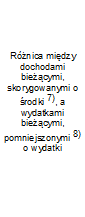 Różnica między
dochodami
bieżącymi,
skorygowanymi o
środki 7), a
wydatkami
bieżącymi,
pomniejszonymi 8)
o wydatki